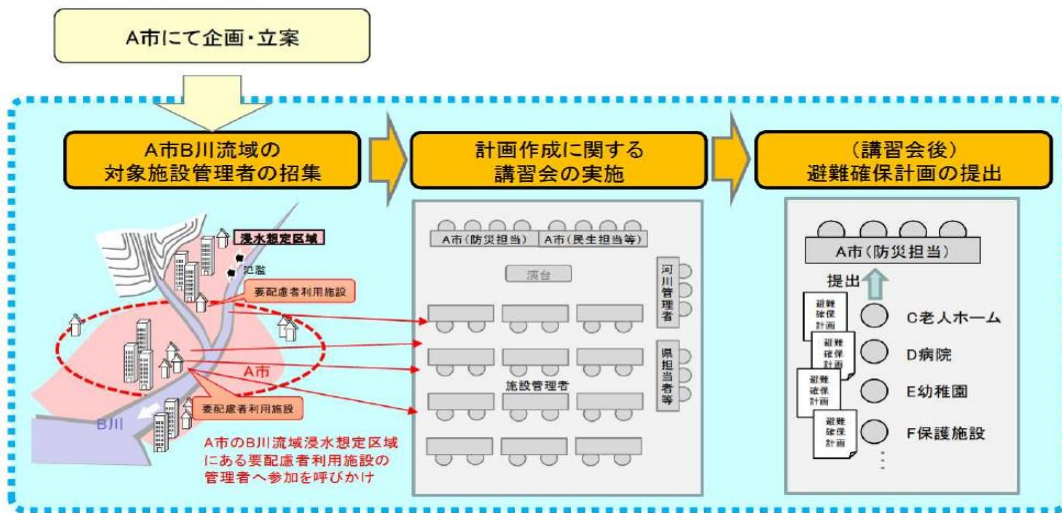 A市にて企画・立案
A市B川流域の
対象施設管理者の招集
計画作成に関する
講習会の実施
(講習会後)
避難確保計画の提出
浸水想定区域
氾濫
要配慮者利用施設
A市
要配慮者利用施設
B川
A市のB川流域浸水想定区域
にある要配慮者利用施設の
管理者へ参加を呼びかけ
A市(防災担当)
A市(民生担当等)
演台
河川管理者
県担当者等
施設管理者
A市(防災担当)
提出
避難
確保
計画
C老人ホーム
避難
確保
計画
D病院
避難
確保
計画
E幼稚園
避難
確保
計画
F保護施設
⋮